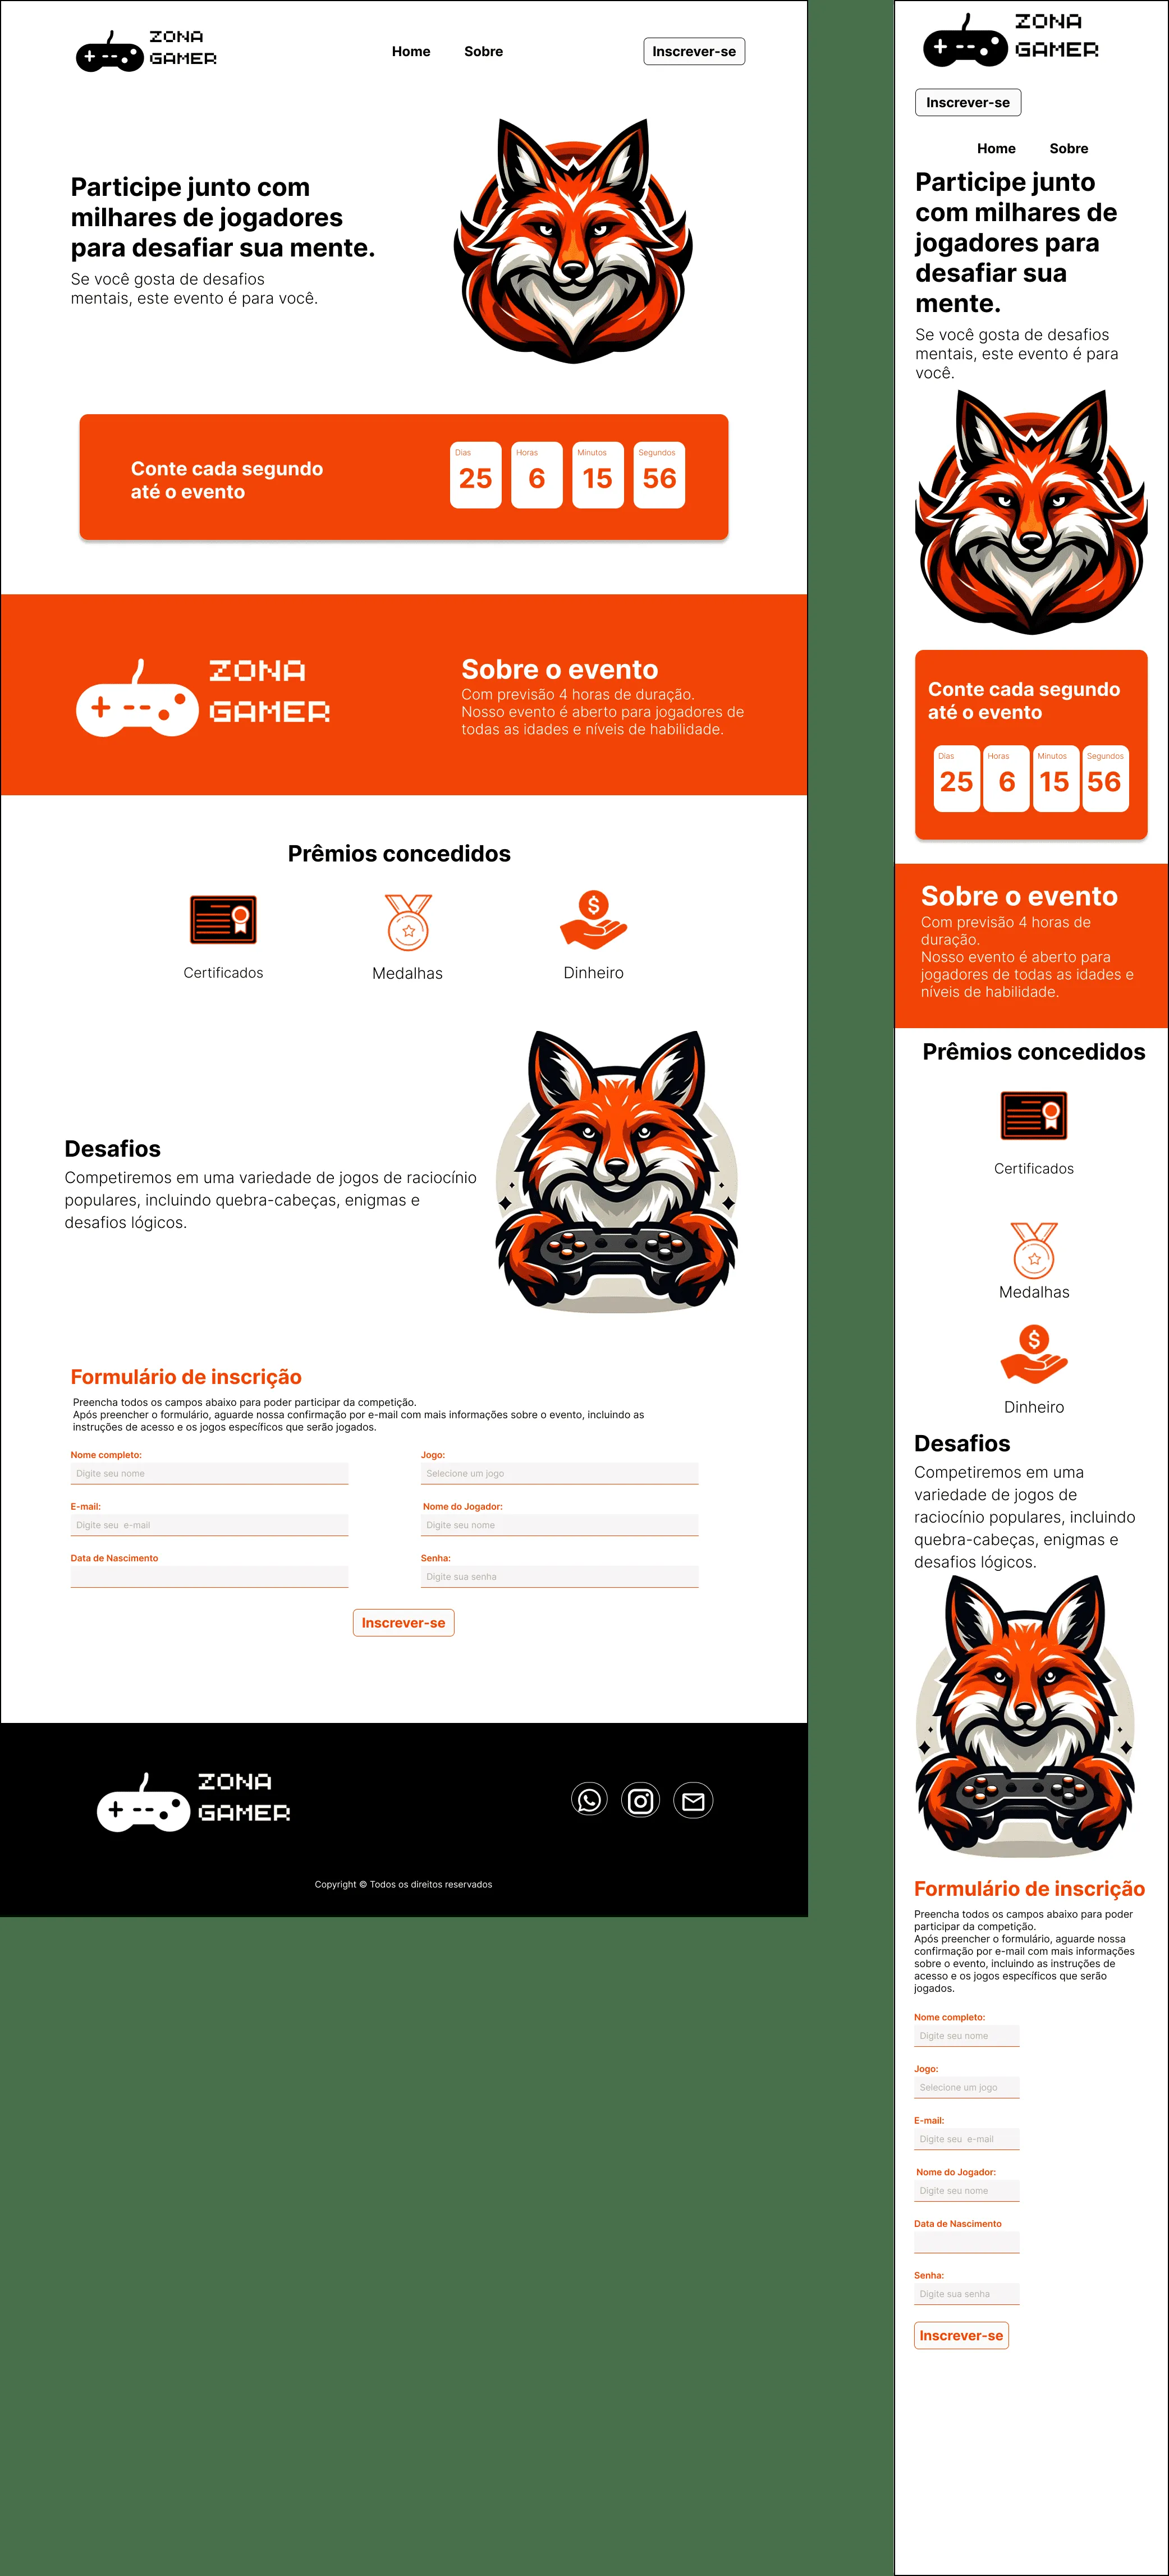 ZONA
GAMER
Home
Sobre
Inscrever-se
Participe junto com
milhares de jogadores
para desafiar sua mente.
Se você gosta de desafios
mentais, este evento é para você.
Conte cada segundo
até o evento
Dias
25
Horas
6
Minutos
15
Segundos
56
ZONA
GAMER
Sobre o evento
Com previsão 4 horas de duração.
Nosso evento é aberto para jogadores de
todas as idades e níveis de habilidade.
Prêmios concedidos
Certificados
Medalhas
$
Dinheiro
Desafios
Competiremos em uma variedade de jogos de raciocínio
populares, incluindo quebra-cabeças, enigmas e
desafios lógicos.
Formulário de inscrição
Preencha todos os campos abaixo para poder participar da competição.
Após preencher o formulário, aguarde nossa confirmação por e-mail com mais informações sobre o evento, incluindo as
instruções de acesso e os jogos específicos que serão jogados.
Nome completo:
Digite seu nome
Jogo:
Selecione um jogo
E-mail:
Digite seu  e-mail
Nome do Jogador:
Digite seu nome
Data de Nascimento
Senha:
Digite sua senha
Inscrever-se
ZONA
GAMER
Copyright © Todos os direitos reservados
ZONA
GAMER
Inscrever-se
Home
Sobre
Participe junto
com milhares de
jogadores para
desafiar sua
mente.
Se você gosta de desafios
mentais, este evento é para
você.
Conte cada segundo
até o evento
Dias
25
Horas
6
Minutos
15
Segundos
56
Sobre o evento
Com previsão 4 horas de
duração.
Nosso evento é aberto para
jogadores de todas as idades e
níveis de habilidade.
Prêmios concedidos
Certificados
Medalhas
$
Dinheiro
Desafios
Competiremos em uma
variedade de jogos de
raciocínio populares, incluindo
quebra-cabeças, enigmas e
desafios lógicos.
Formulário de inscrição
Preencha todos os campos abaixo para poder
participar da competição.
Após preencher o formulário, aguarde nossa
confirmação por e-mail com mais informações
sobre o evento, incluindo as instruções de
acesso e os jogos específicos que serão
jogados.
Nome completo:
Digite seu nome
Jogo:
Selecione um jogo
E-mail:
Digite seu  e-mail
Nome do Jogador:
Digite seu nome
Data de Nascimento
Senha:
Digite sua senha
Inscrever-se